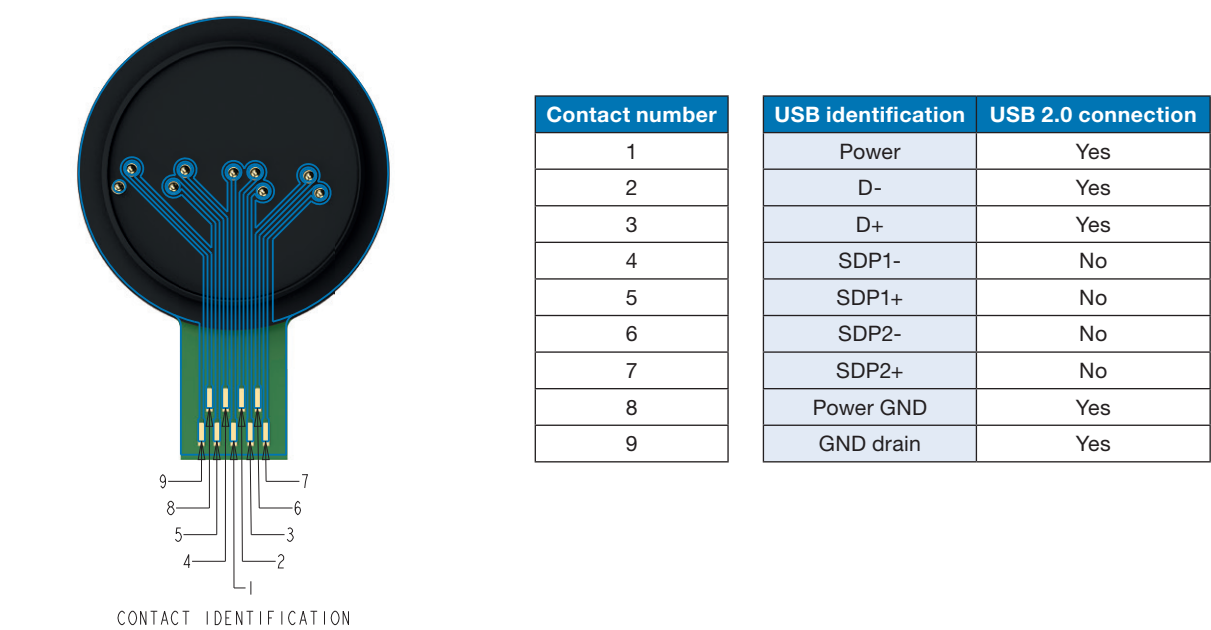 9
7
8
6
5
3
4
2
1
CONTACT IDENTIFICATION
Contact number
1
2
3
4
5
6
7
8
9
USB identification USB 2.0 connection
Power Yes
D- Yes
D+ Yes
SDP1- No
SDP1+ No
SDP2- No
SDP2+ No
Power GND Yes
GND drain Yes